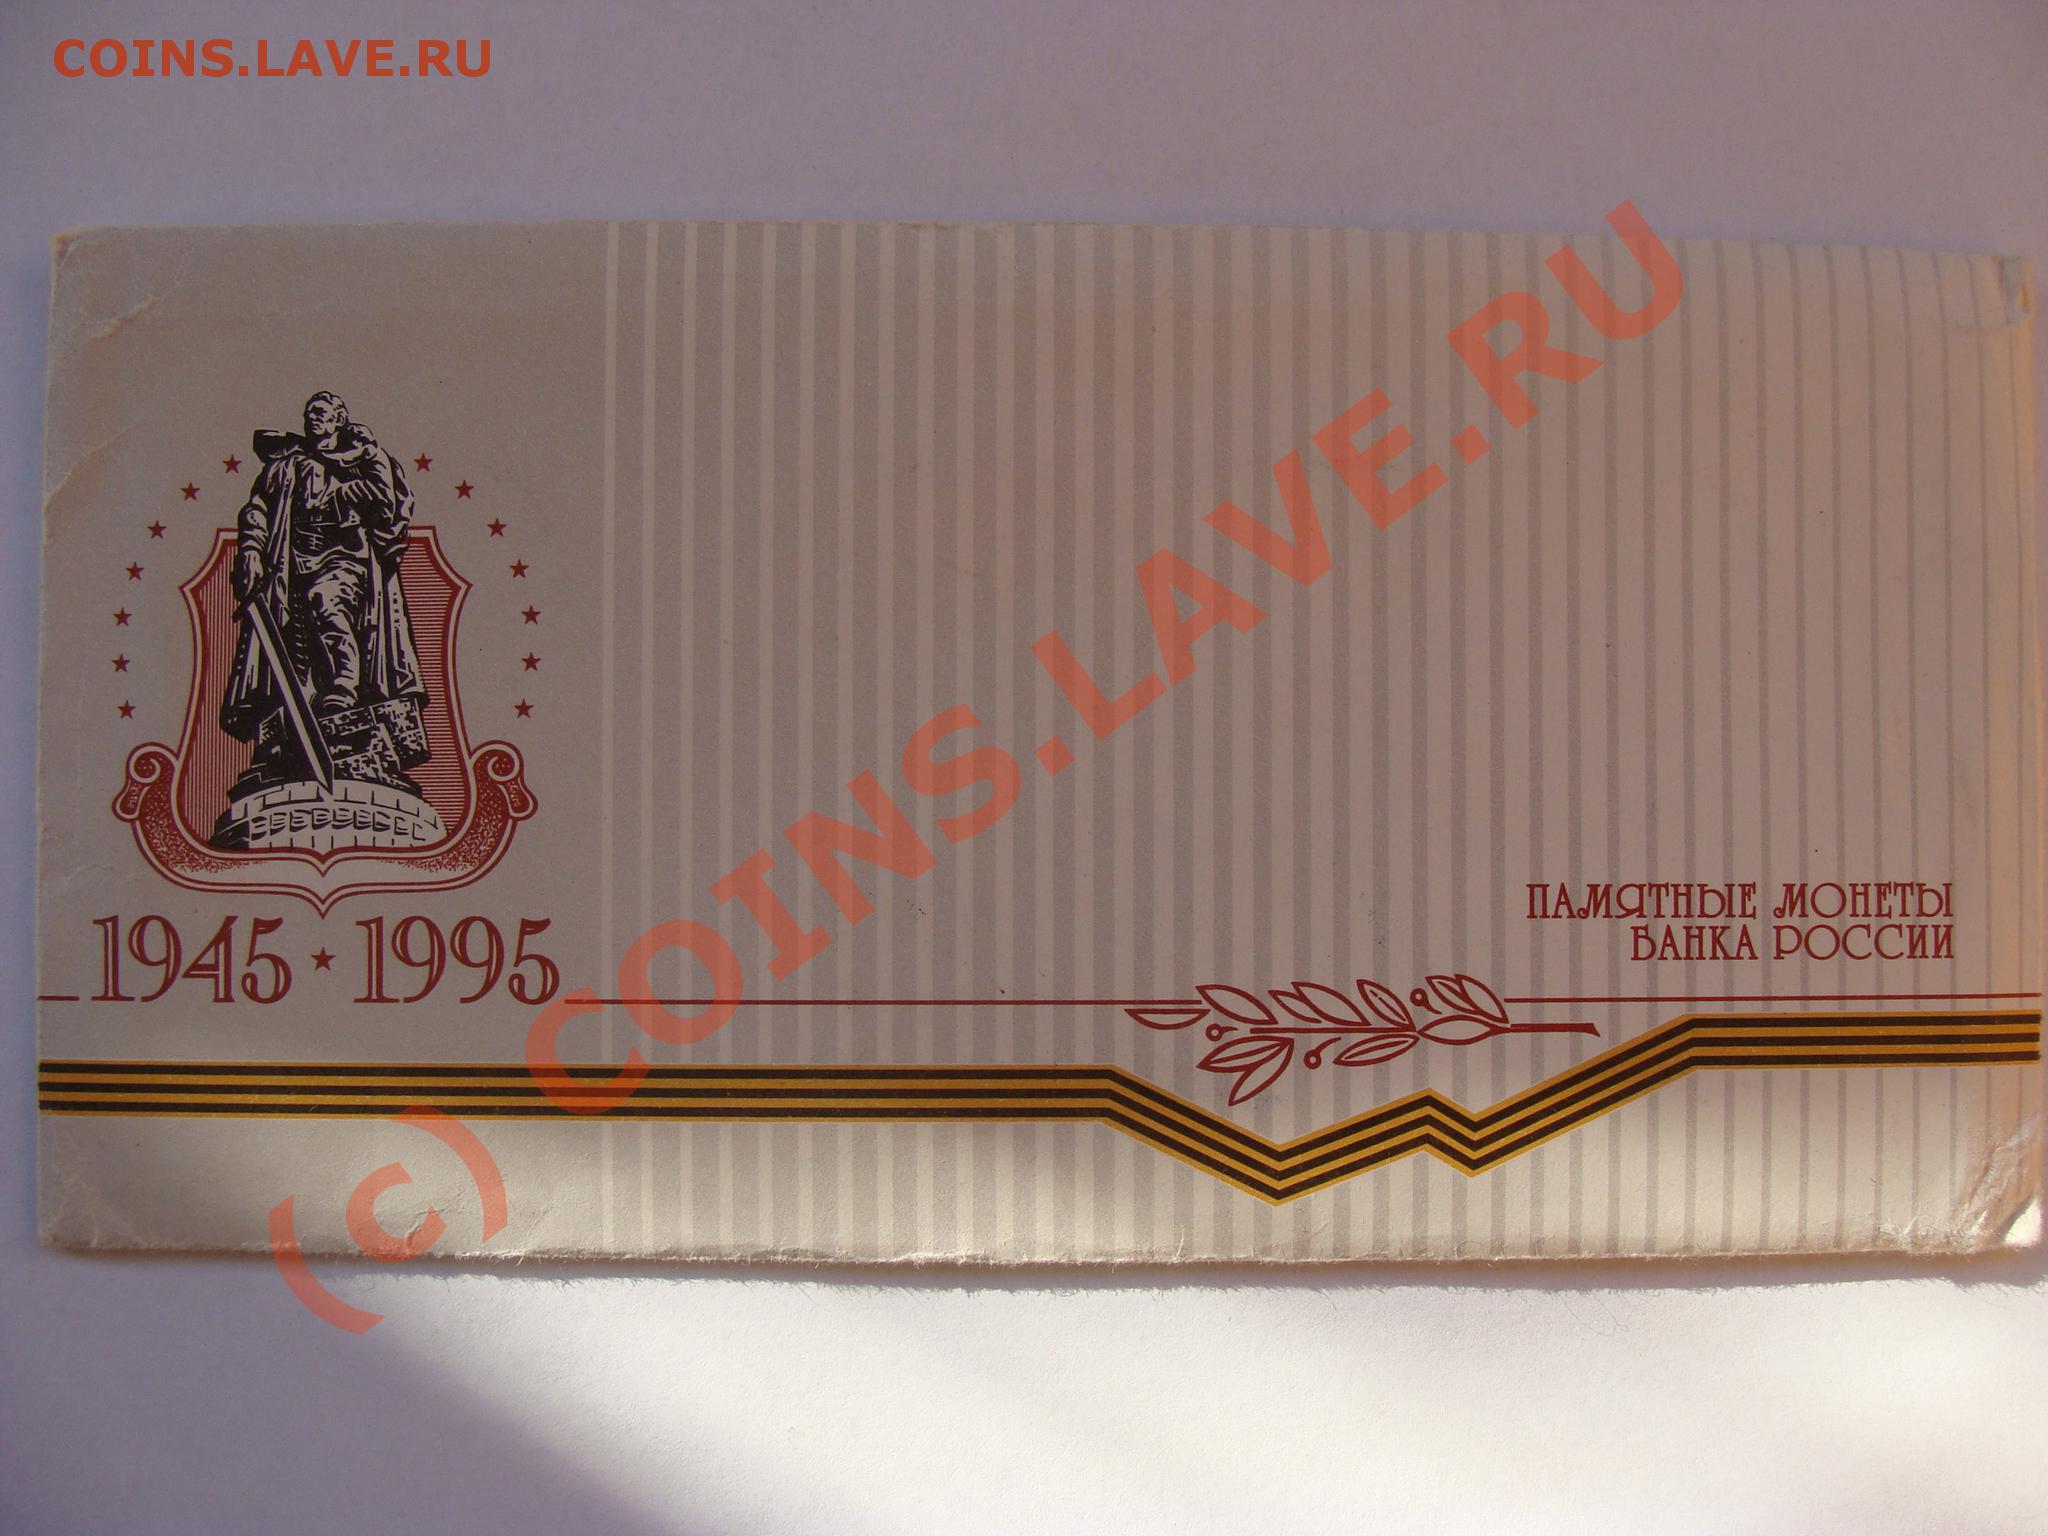 COINS.LAVE.RU
(c) COINS.LAVE.RU
1945 ★ 1995
ПАМЯТНЫЕ МОНЕТЫ
БАНКА РОССИИ